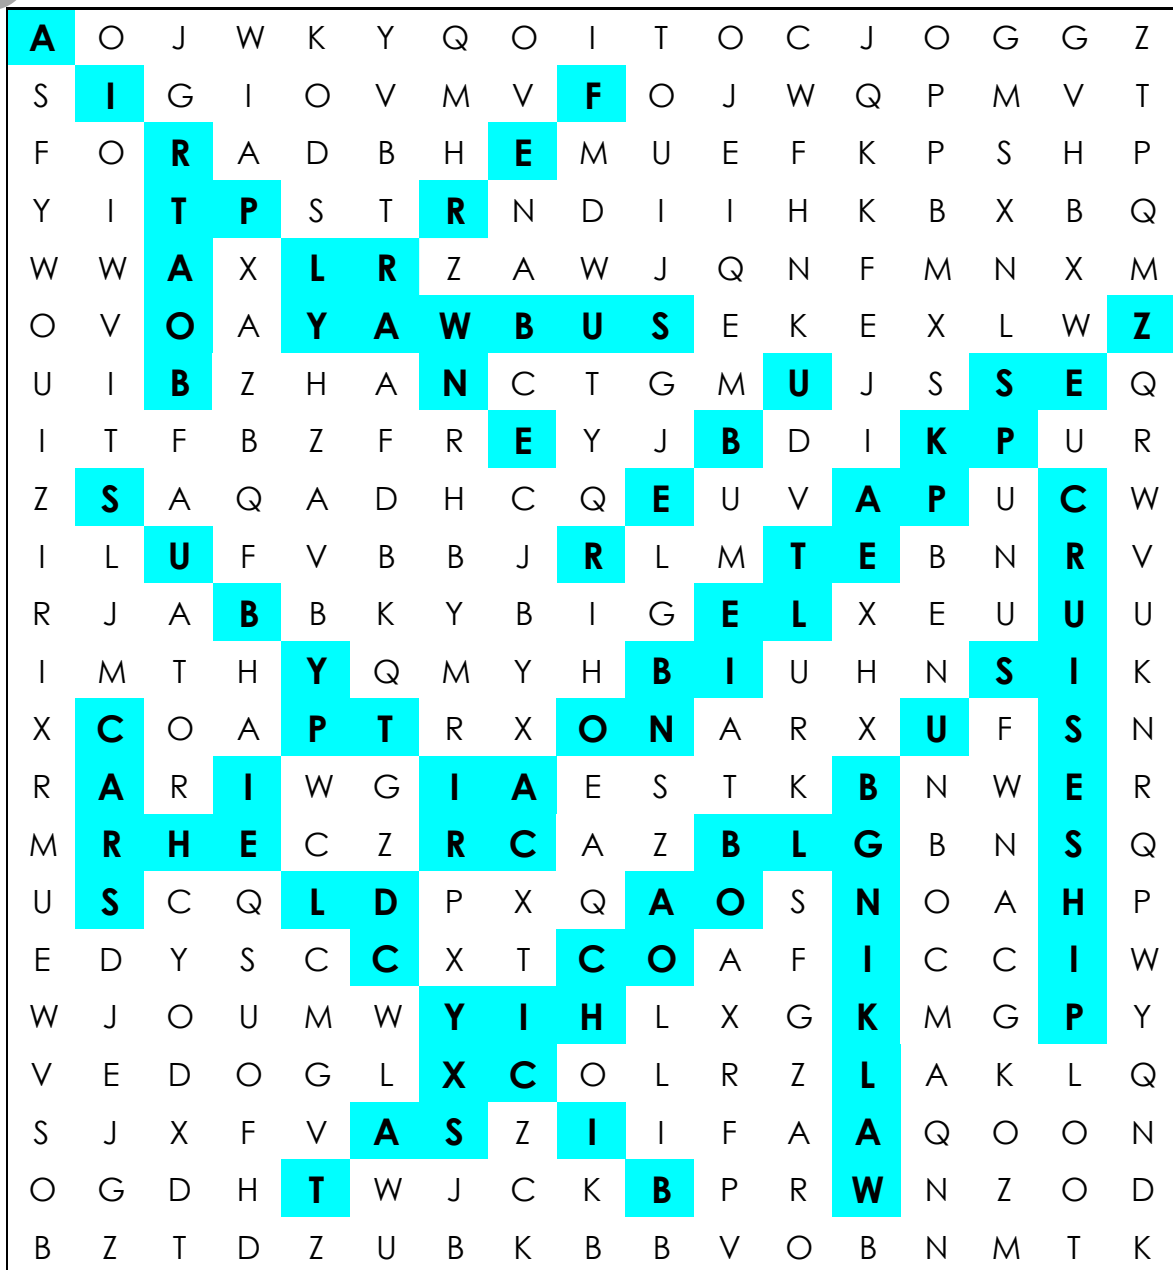 A O J W K Y Q O I T O C J O G G Z
S I G I O V M V F O J W Q P M V T
F O R A D B H E M U E F K P S H P
Y I T P S T R N D I I H K B X B Q
W W A X L R Z A W J Q N F M N X M
O V O A Y A W B U S E K E X L W Z
U I B Z H A N C T G M U J S S E Q
I T F B Z F R E Y J B D I K P U R
Z S A Q A D H C Q E U V A P U C W
I L U F V B B J R L M T E B N R V
R J A B B K Y B I G E L X E U U U
I M T H Y Q M Y H B I U H N S I K
X C O A P T R X O N A R X U F S N
R A R I W G I A E S T K B N W E R
M R H E C Z R C A Z B L G B N S Q
U S C Q L D P X Q A O S N O A H P
E D Y S C C X T C O A F I C C I W
W J O U M W Y I H L X G K M G P Y
V E D O G L X C O L R Z L A K L Q
S J X F V A S Z I I F A A Q O O N
O G D H T W J C K B P R W N Z O D
B Z T D Z U B K B B V O B N M T K